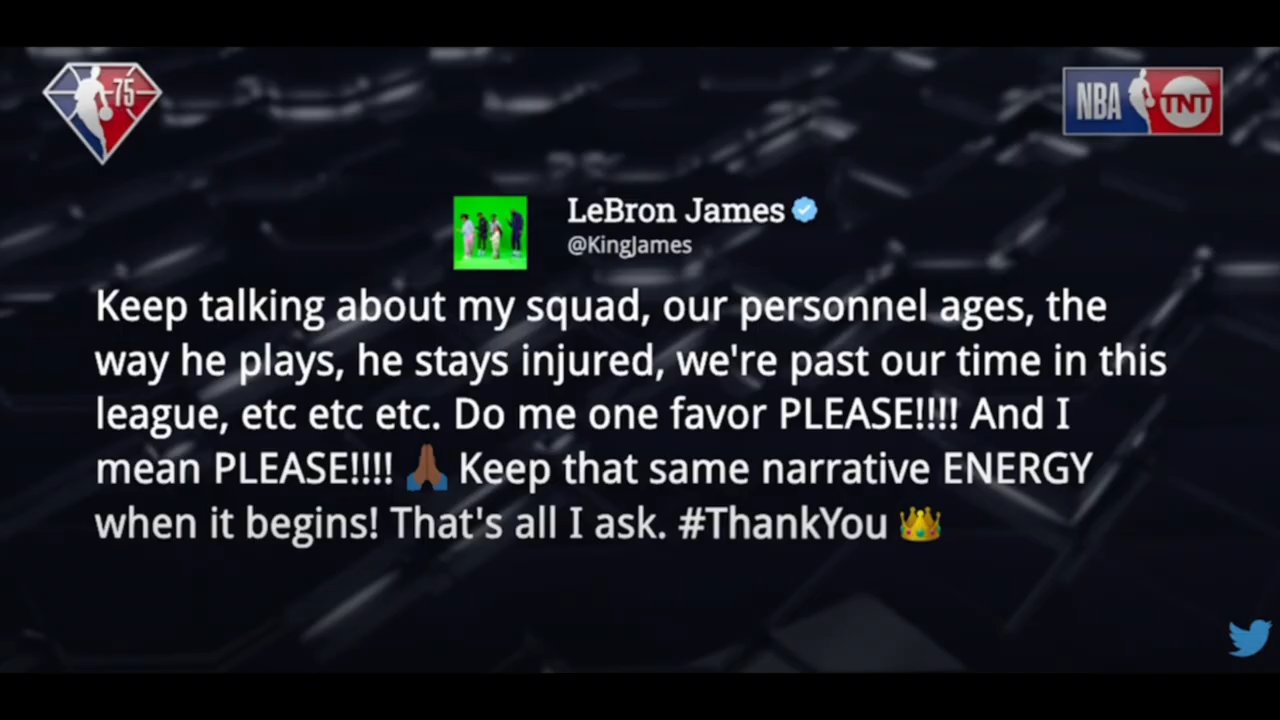 75
NBA TNT
LeBron James
@KingJames
Keep talking about my squad, our personnel ages, the
way he plays, he stays injured, we're past our time in this
league, etc etc etc. Do me one favor PLEASE!!!! And I
mean PLEASE!!!! 🙏🏾 Keep that same narrative ENERGY
when it begins! That's all I ask. #ThankYou 👑